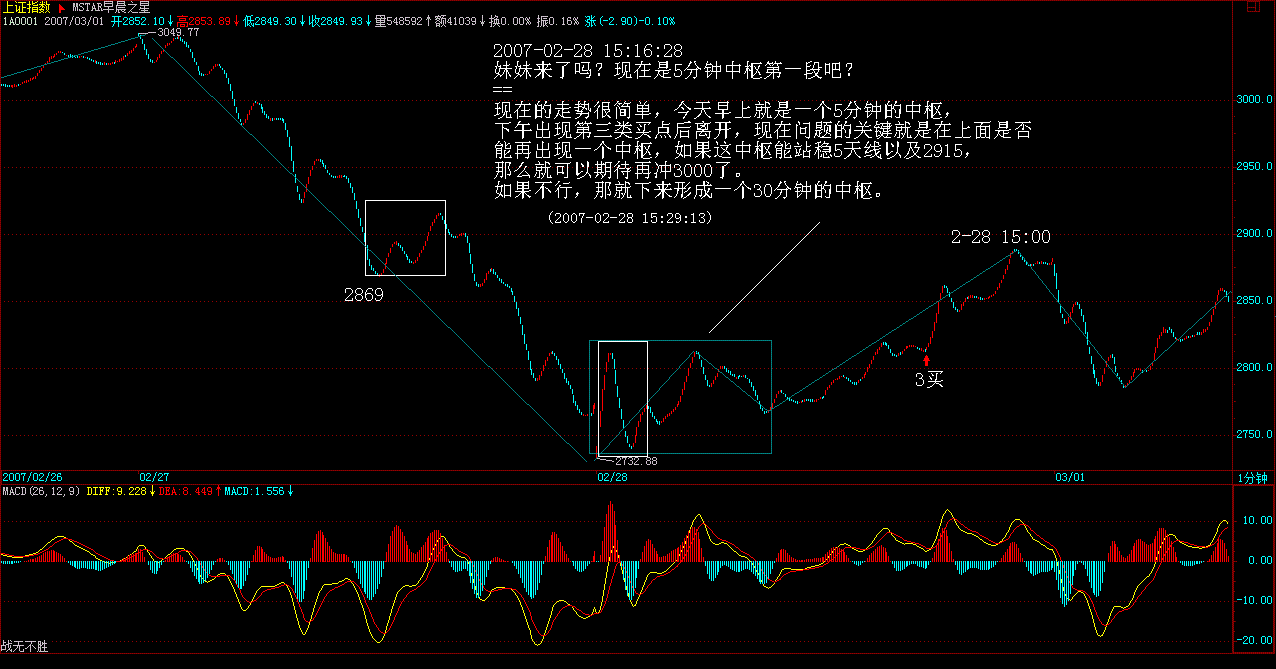 上证指数 MSTAR早晨之星
1A0001 2007/03/01 开2852.10↓高2853.89↓低2849.30↓收2849.93↓量548592↑额41039↓换0.00% 振0.16% 涨(-2.90)-0.10%
3049.77
2007-02-28 15:16:28
妹妹来了吗？现在是5分钟中枢第一段吧？
==
现在的走势很简单，今天早上就是一个5分钟的中枢，
下午出现第三类买点后离开，现在问题的关键就是在上面是否
能再出现一个中枢，如果这中枢能站稳5天线以及2915，
那么就可以期待再冲3000了。
如果不行，那就下来形成一个30分钟的中枢。
(2007-02-28 15:29:13)
3000.0
2950.0
2900.0
2850.0
2800.0
2750.0
2-28 15:00
2869
3买
2732.88
2007/02/26 02/27 02/28 03/01 1分钟
MACD(26,12,9) DIFF:9.228↓DEA:8.449↑MACD:1.556↓
10.00
0.00
-10.00
-20.00
战无不胜